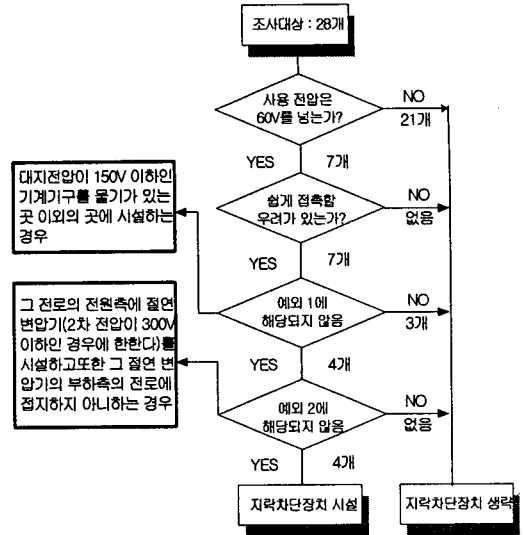 조사대상 : 28개
사용 전압은
60V를 넣는가?
NO
21개
YES
7개
대지전압이 150V 이하인
기계기구를 물기가 있는
곳 이외의 곳에 시설하는
경우
쉽게 접촉할
우려가 있는가?
NO
없음
YES
7개
예외 1에
해당되지 않음
NO
3개
그 전로의 전원측에 절연
변압기(2차 전압이 300V
이하인 경우에 한한다)를
시설하고또한 그 절연 변
압기의 부하측의 전로에
접지하지 아니하는 경우
YES
4개
예외 2에
해당되지 않음
NO
없음
YES
4개
지락차단장치 시설
지락차단장치 생략